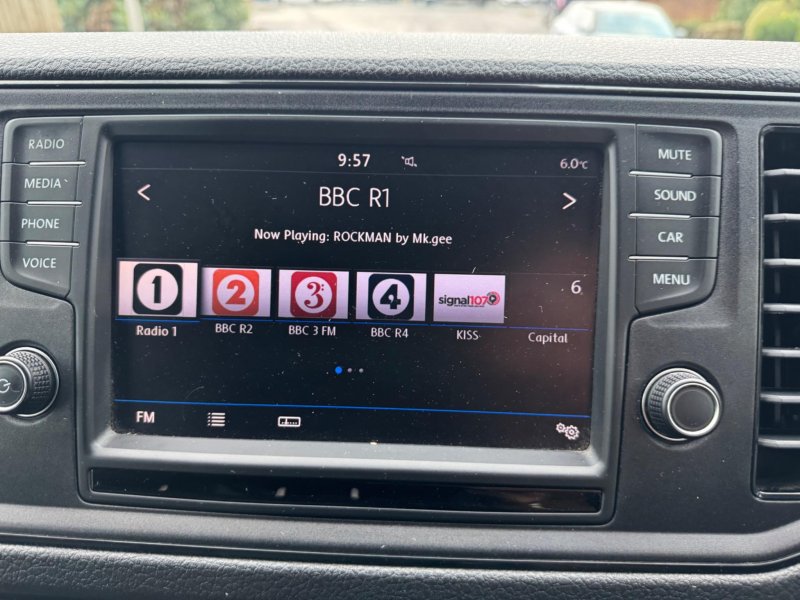 RADIO
MEDIA
PHONE
VOICE
9:57
6.0°C
BBC R1
Now Playing: ROCKMAN by Mk.gee
1
2
3
4
signal107
6
Radio 1
BBC R2
BBC 3 FM
BBC R4
KISS
Capital
FM
MUTE
SOUND
CAR
MENU